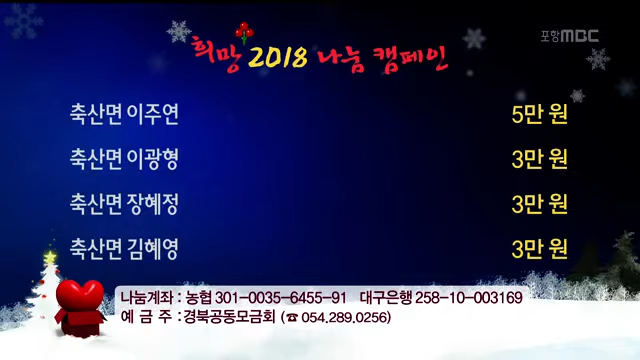 포항MBC
희망 2018 나눔 캠페인
축산면 이주연 5만 원
축산면 이광형 3만 원
축산면 장혜정 3만 원
축산면 김혜영 3만 원
나눔계좌 : 농협 301-0035-6455-91 대구은행 258-10-003169
예 금 주 : 경북공동모금회 (☎ 054.289.0256)